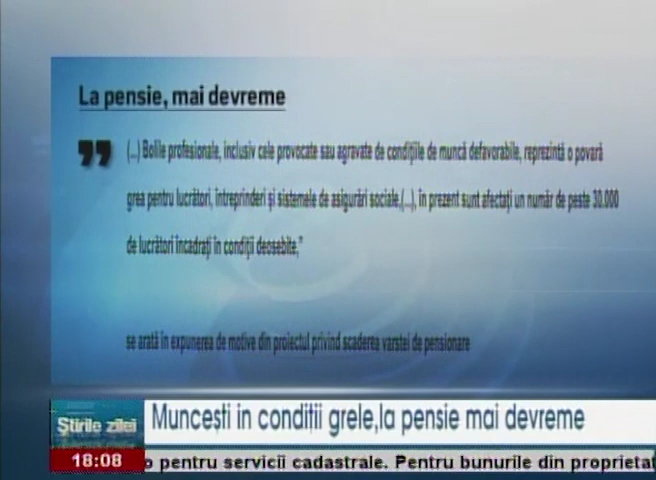 La pensie, mai devreme
” (...) Bolile profesionale, inclusiv cele provocate sau agravate de condițiile de muncă defavorabile, reprezintă o povară
grea pentru lucrători, întreprinderi și sistemele de asigurări sociale,(...), în prezent sunt afectați un număr de peste 30.000
de lucrători încadrați în condiții deosebite,"
se arată în expunerea de motive din proiectul privind scaderea varstei de pensionare
Știrile zilei
Muncești in condiții grele,la pensie mai devreme
18:08
o pentru servicii cadastrale. Pentru bunurile din proprietat